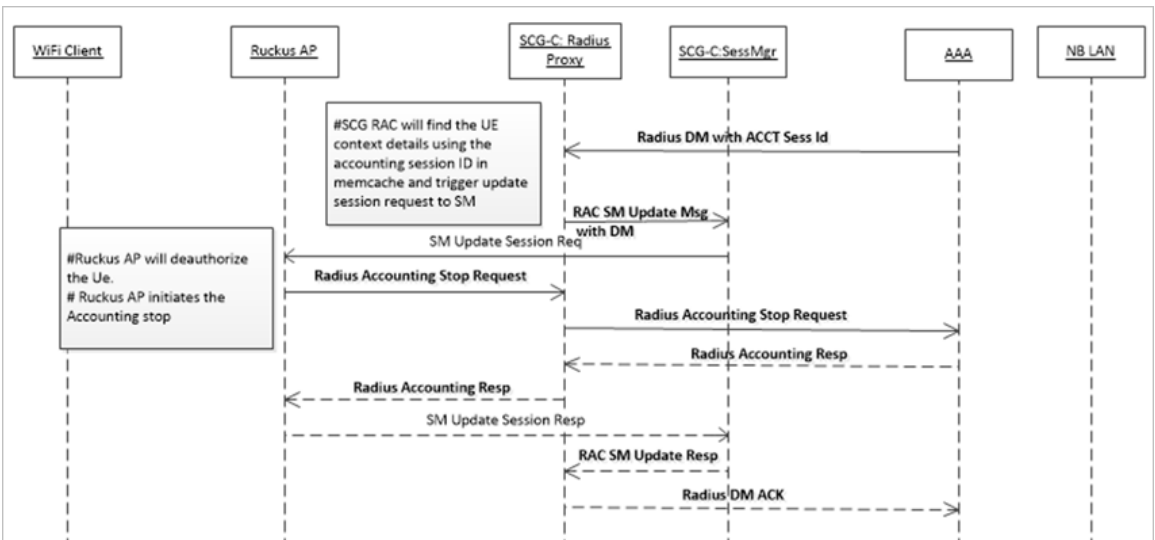 WiFi Client
Ruckus AP
SCG-C: Radius
Proxy
SCG-C:SessMgr
AAA
NB LAN
#SCG RAC will find the UE
context details using the
accounting session ID in
memcache and trigger update
session request to SM
Radius DM with ACCT Sess Id
RAC SM Update Msg
with DM
SM Update Session Req
#Ruckus AP will deauthorize
the Ue.
# Ruckus AP initiates the
Accounting stop
Radius Accounting Stop Request
Radius Accounting Stop Request
Radius Accounting Resp
Radius Accounting Resp
SM Update Session Resp
RAC SM Update Resp
Radius DM ACK